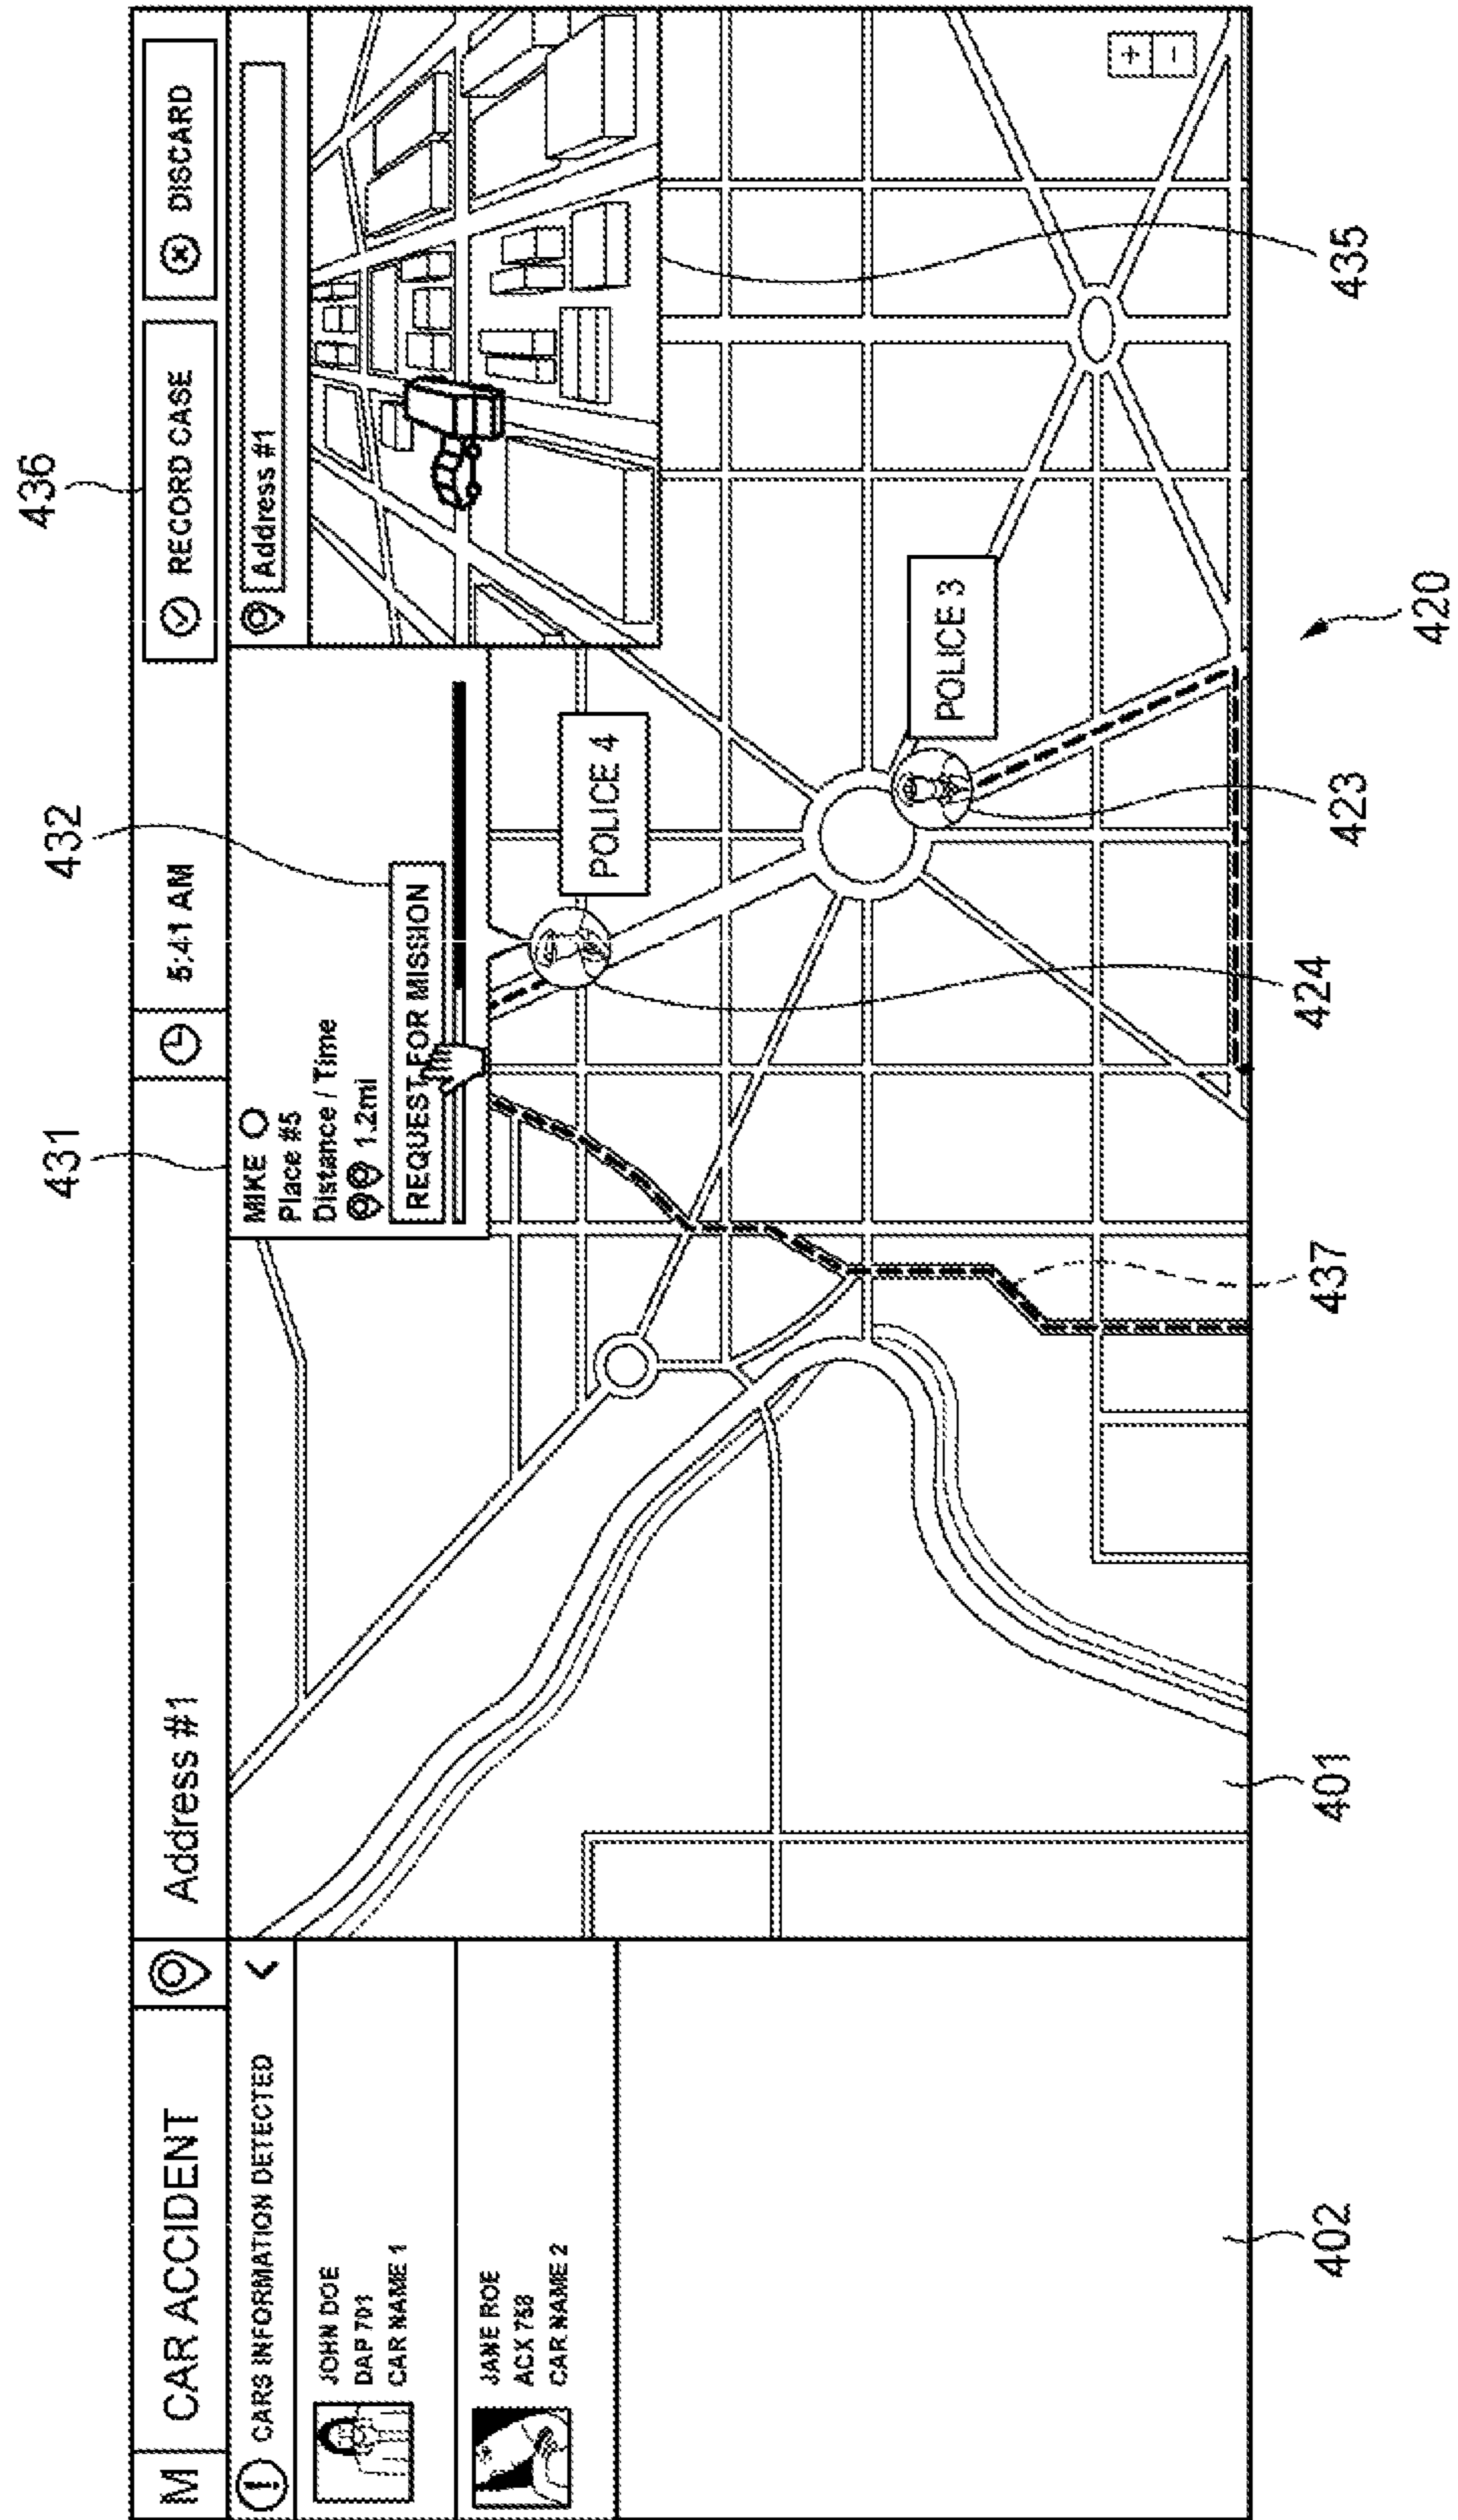 436
432
431
M
CAR ACCIDENT
Address #1
5:41 AM
RECORD CASE
DISCARD
CARS INFORMATION DETECTED
JOHN DOE
DAP 701
CAR NAME 1
JANE ROE
ACX 758
CAR NAME 2
MIKE
Place #5
Distance / Time
1.2mi
REQUEST FOR MISSION
Address #1
POLICE 4
POLICE 3
+
-
402
401
437
424
423
435
420